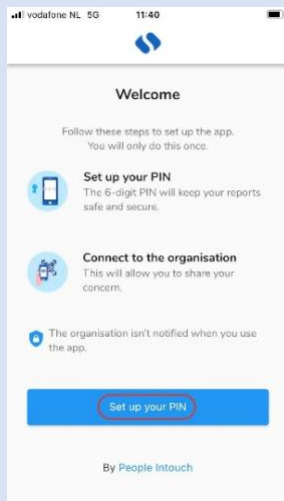 vodafone NL 5G 11:40
Welcome
Follow these steps to set up the app.
You will only do this once.
Set up your PIN
The 6-digit PIN will keep your reports
safe and secure.
Connect to the organisation
This will allow you to share your
concern.
The organisation isn't notified when you use
the app.
Set up your PIN
By People Intouch